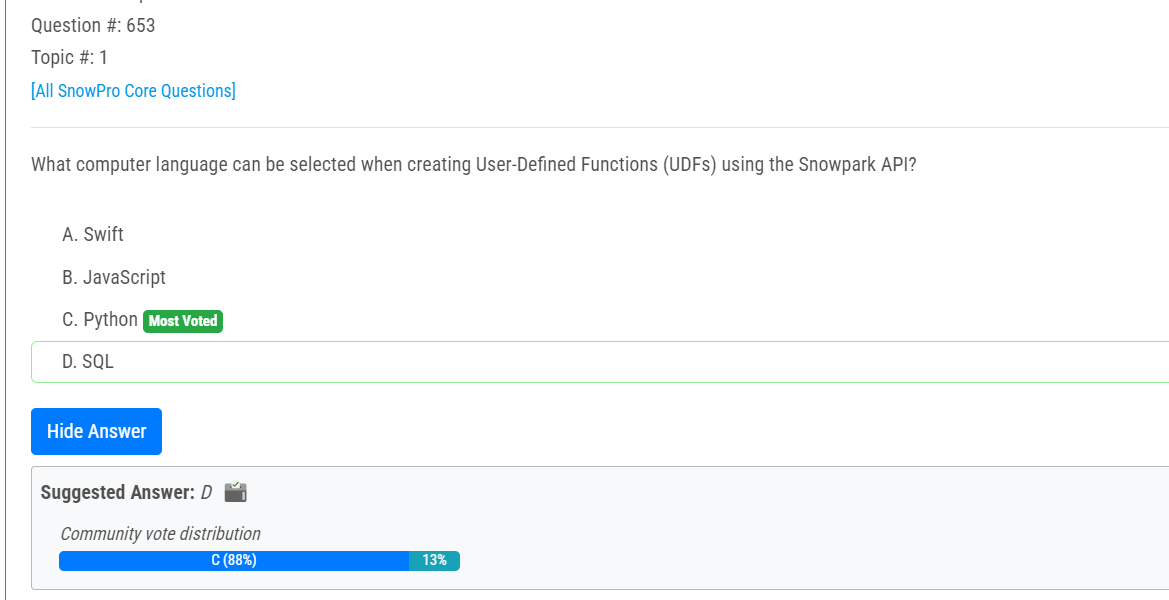 Question #: 653
Topic #: 1
[All SnowPro Core Questions]
What computer language can be selected when creating User-Defined Functions (UDFs) using the Snowpark API?
A. Swift
B. JavaScript
C. Python Most Voted
D. SQL
Hide Answer
Suggested Answer: D
Community vote distribution
C (88%) 13%